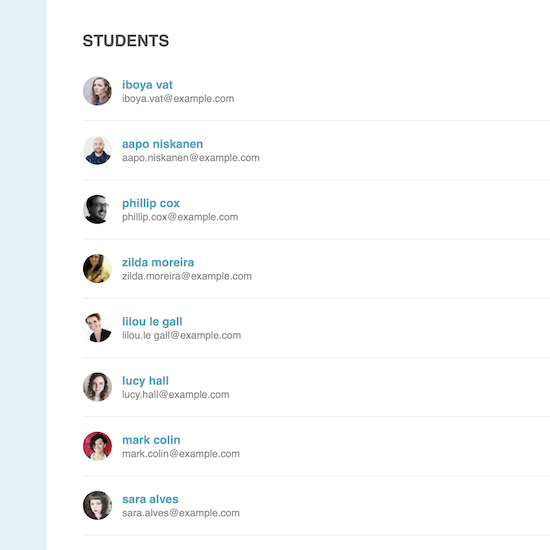 STUDENTS
iboya vat
iboya.vat@example.com
aapo niskanen
aapo.niskanen@example.com
phillip cox
phillip.cox@example.com
zilda moreira
zilda.moreira@example.com
lilou le gall
lilou.le gall@example.com
lucy hall
lucy.hall@example.com
mark colin
mark.colin@example.com
sara alves
sara.alves@example.com